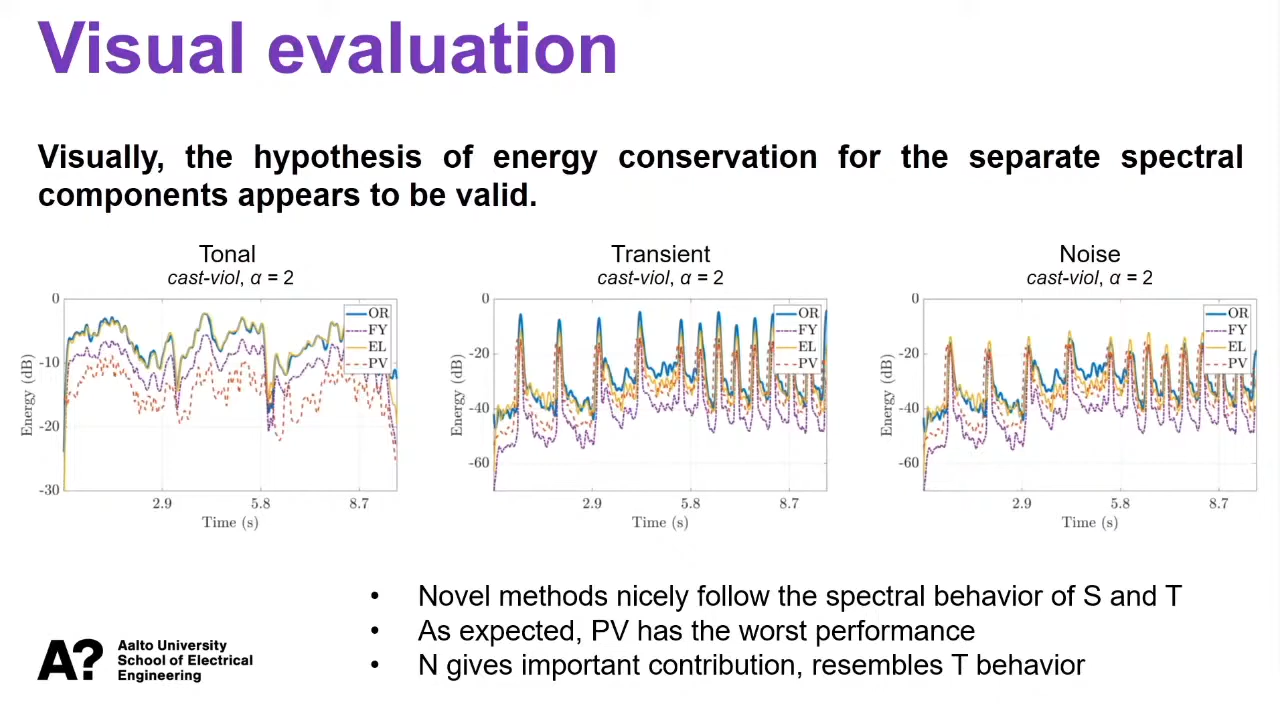 Visual evaluation
Visually, the hypothesis of energy conservation for the separate spectral
components appears to be valid.
Tonal
cast-viol, α = 2
0
-10
-20
-30
Energy (dB)
2.9 5.8 8.7
Time (s)
OR
FY
EL
PV
Transient
cast-viol, α = 2
0
-20
-40
-60
Energy (dB)
2.9 5.8 8.7
Time (s)
OR
FY
EL
PV
Noise
cast-viol, α = 2
0
-20
-40
-60
Energy (dB)
2.9 5.8 8.7
Time (s)
OR
FY
EL
PV
• Novel methods nicely follow the spectral behavior of S and T
• As expected, PV has the worst performance
• N gives important contribution, resembles T behavior
A?
Aalto University
School of Electrical
Engineering